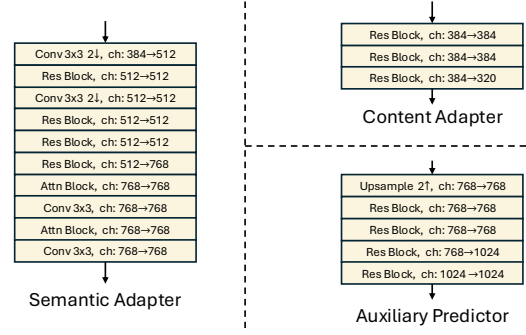 Conv 3x3 2↓, ch: 384→512
Res Block, ch: 512→512
Conv 3x3 2↓, ch: 512→512
Res Block, ch: 512→512
Res Block, ch: 512→512
Res Block, ch: 512→768
Attn Block, ch: 768→768
Conv 3x3, ch: 768→768
Attn Block, ch: 768→768
Conv 3x3, ch: 768→768
Semantic Adapter
Res Block, ch: 384→384
Res Block, ch: 384→384
Res Block, ch: 384→320
Content Adapter
Upsample 2↑, ch: 768→768
Res Block, ch: 768→768
Res Block, ch: 768→768
Res Block, ch: 768→1024
Res Block, ch: 1024→1024
Auxiliary Predictor